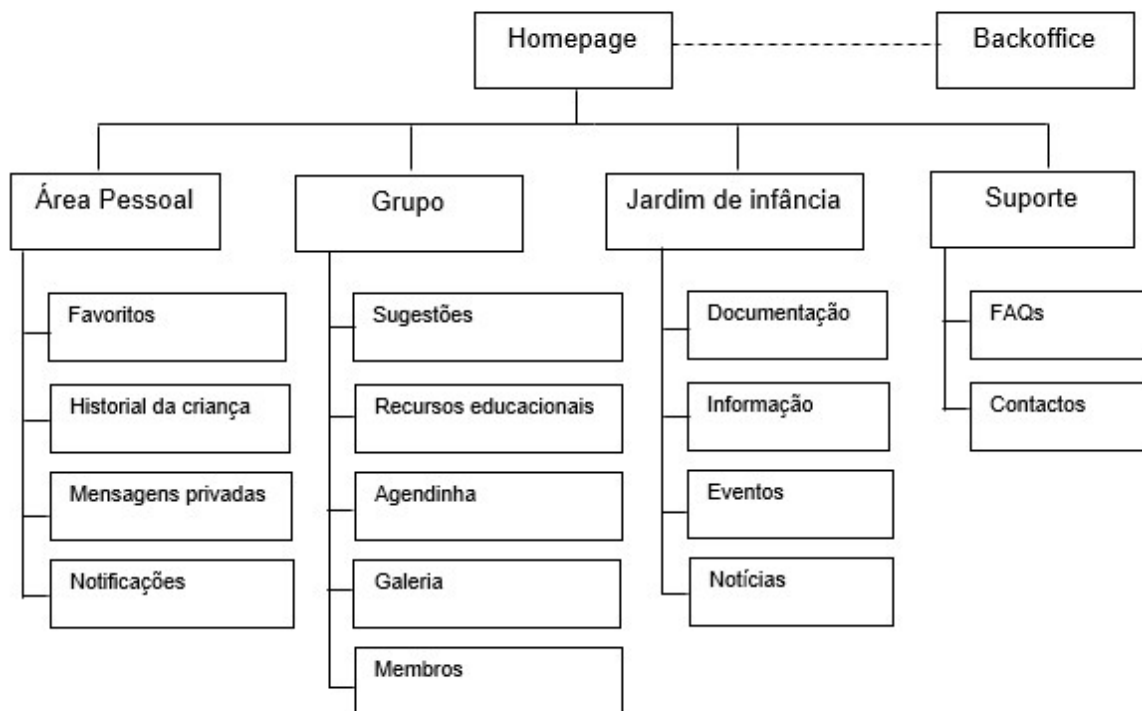 Homepage
Backoffice
Área Pessoal
Grupo
Jardim de infância
Suporte
Favoritos
Historial da criança
Mensagens privadas
Notificações
Sugestões
Recursos educacionais
Agendinha
Galeria
Membros
Documentação
Informação
Eventos
Notícias
FAQs
Contactos